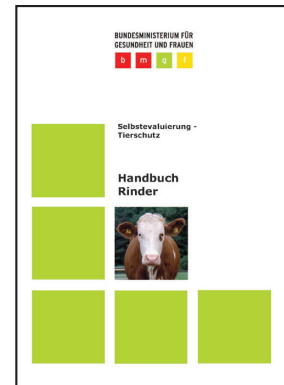 BUNDESMINISTERIUM FÜR
GESUNDHEIT UND FRAUEN
b m g f
Selbstevaluierung -
Tierschutz
Handbuch
Rinder